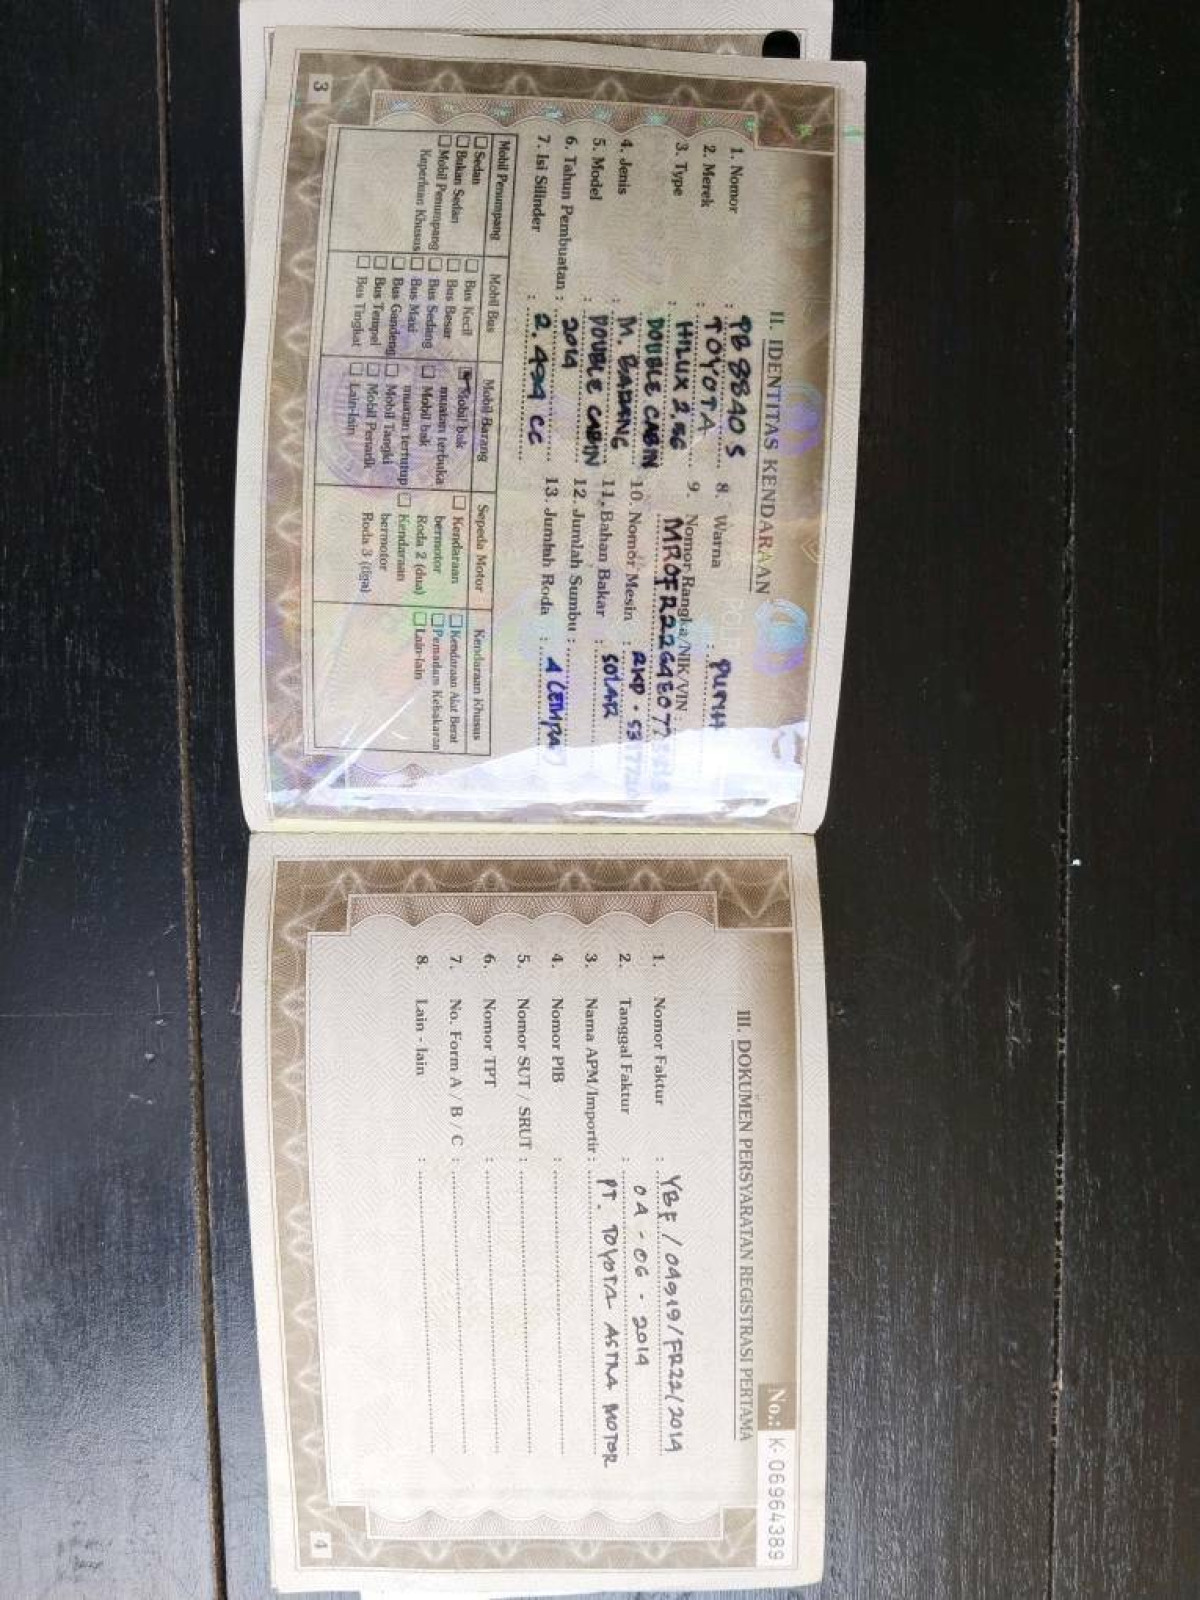 II. IDENTITAS KENDARAAN
1. Nomor : PB 8840 S
2. Merek : TOYOTA
3. Type : HILUX 2.5G
DOUBLE CABIN
4. Jenis : M. BARANG
5. Model : DOUBLE CABIN
6. Tahun Pembuatan : 2014
7. Isi Silinder : 2.494 CC
8. Warna : PUTIH
9. Nomor Rangka/NIK/VIN :
MR0FR22G4E077
10. Nomor Mesin : 2KD
11. Bahan Bakar : SOLAR
12. Jumlah Sumbu :
13. Jumlah Roda : 4 (EMPAT)
Mobil Penumpang
Sedan
Bukan Sedan
Mobil Penumpang
Keperluan Khusus
Mobil Bus
Bus Kecil
Bus Besar
Bus Sedang
Bus Maxi
Bus Gandeng
Bus Tempel
Bus Tingkat
Mobil Barang
Mobil bak
muatan terbuka
Mobil bak
muatan tertutup
Mobil Tangki
Mobil Penarik
Lain-lain
Sepeda Motor
Kendaraan
bermotor
Roda 2 (dua)
Kendaraan
bermotor
Roda 3 (tiga)
Kendaraan Khusus
Kendaraan Alat Berat
Pemadam Kebakaran
Lain-lain
3
No.: K-06964389
III. DOKUMEN PERSYARATAN REGISTRASI PERTAMA
1. Nomor Faktur : YBF/04919/FR22/2014
2. Tanggal Faktur : 04-06-2014
3. Nama APM/Importir : PT. TOYOTA ASTRA MOTOR
4. Nomor PIB :
5. Nomor SUT / SRUT :
6. Nomor TPT :
7. No. Form A / B / C :
8. Lain - lain :
4